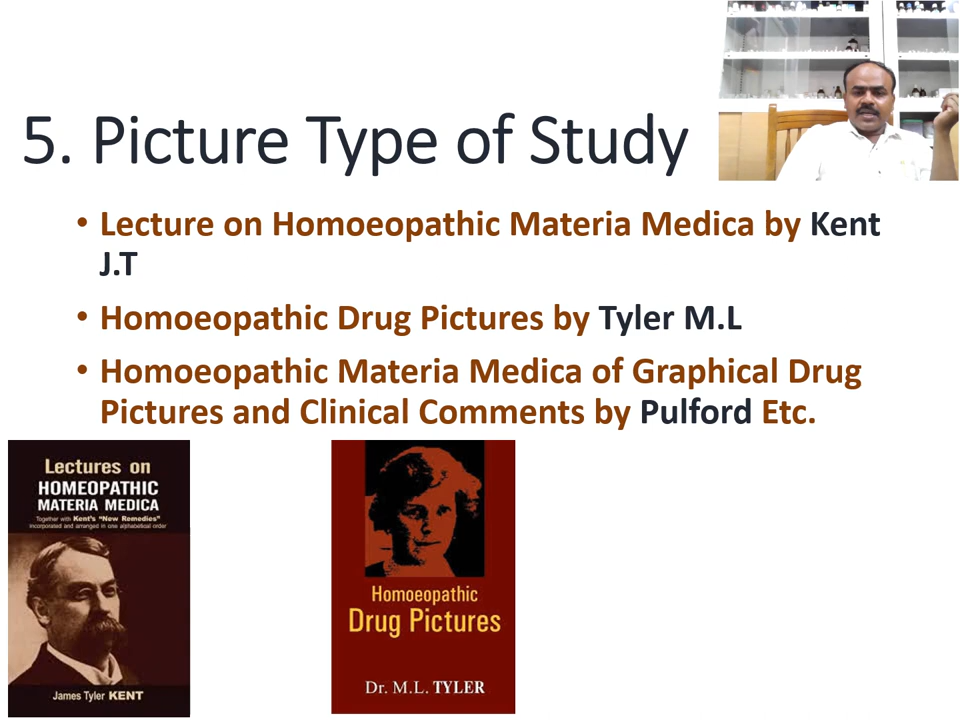 5. Picture Type of Study
• Lecture on Homoeopathic Materia Medica by Kent
J.T
• Homoeopathic Drug Pictures by Tyler M.L
• Homoeopathic Materia Medica of Graphical Drug
Pictures and Clinical Comments by Pulford Etc.
Lectures on
HOMEOPATHIC
MATERIA MEDICA
Together with Kent's "New Remedies"
incorporated and arranged in one alphabetical order
James Tyler KENT
Homoeopathic
Drug Pictures
Dr. M.L. TYLER